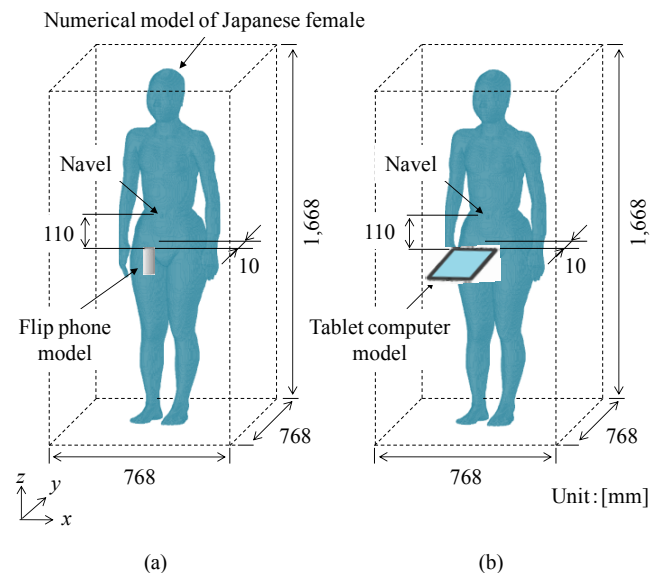 Numerical model of Japanese female
Navel
110
10
1,668
Flip phone
model
768
768
z
y
x
(a)
Navel
110
10
1,668
Tablet computer
model
768
768
Unit : [mm]
(b)